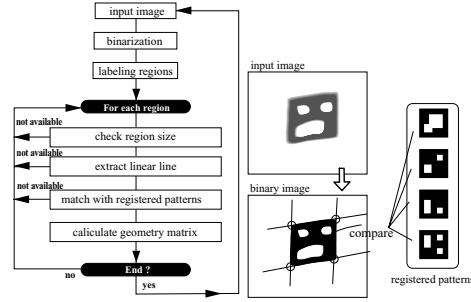 input image
binarization
labeling regions
For each region
not available
check region size
not available
extract linear line
not available
match with registered patterns
caliculate geometry matrix
End ?
no
yes
input image
binary image
compare
registered patterns